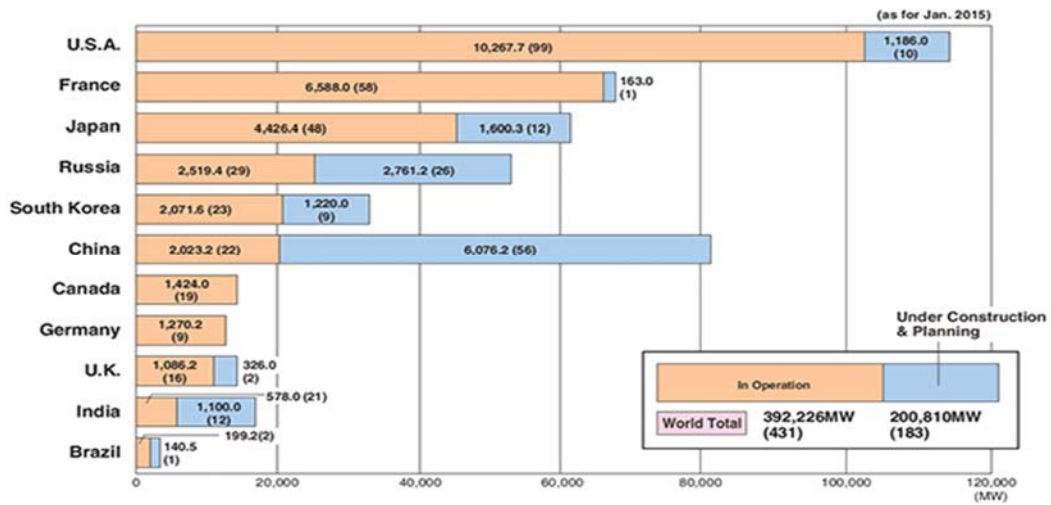 (as for Jan. 2015)
U.S.A.
10,267.7 (99)
1,186.0
(10)
France
6,588.0 (58)
163.0
(1)
Japan
4,426.4 (48)
1,600.3 (12)
Russia
2,519.4 (29)
2,761.2 (26)
South Korea
2,071.6 (23)
1,220.0
(9)
China
2,023.2 (22)
6,076.2 (56)
Canada
1,424.0
(19)
Germany
1,270.2
(9)
U.K.
1,086.2
(16)
326.0
(2)
India
578.0 (21)
1,100.0
(12)
Brazil
199.2(2)
140.5
(1)
0
20,000
40,000
60,000
80,000
100,000
120,000
(MW)
Under Construction
& Planning
In Operation
World Total
392,226MW
(431)
200,810MW
(183)